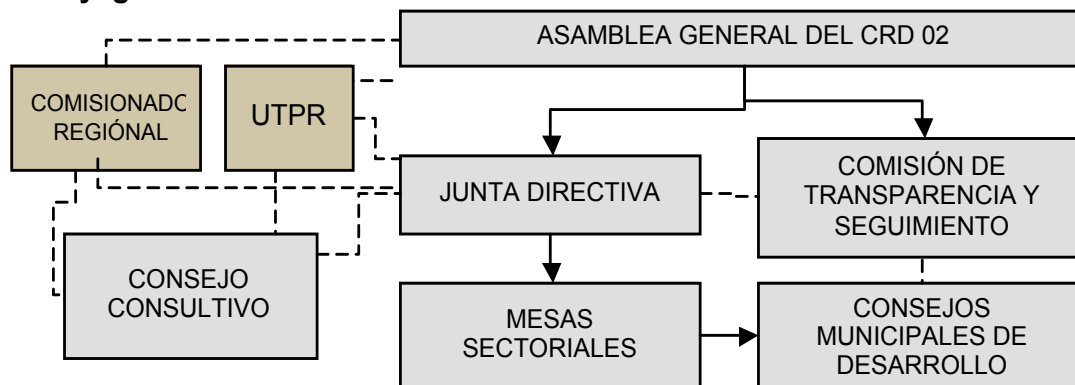 ASAMBLEA GENERAL DEL CRD 02
COMISIONADO
REGIÓNAL
UTPR
JUNTA DIRECTIVA
COMISIÓN DE
TRANSPARENCIA Y
SEGUIMIENTO
CONSEJO
CONSULTIVO
MESAS
SECTORIALES
CONSEJOS
MUNICIPALES DE
DESARROLLO